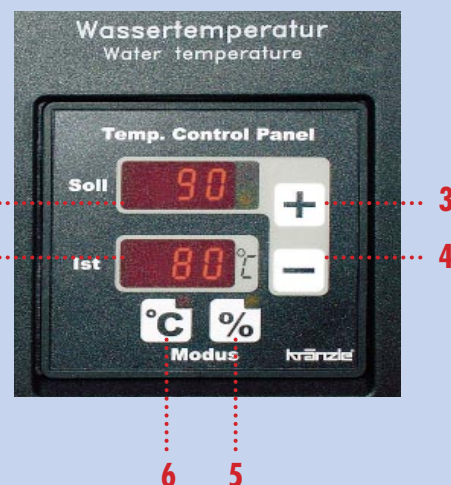 Wassertemperatur
Water temperature
Temp. Control Panel
Soll 90 + 3
Ist 80 °C − 4
°C %
Modus kränzle
6 5